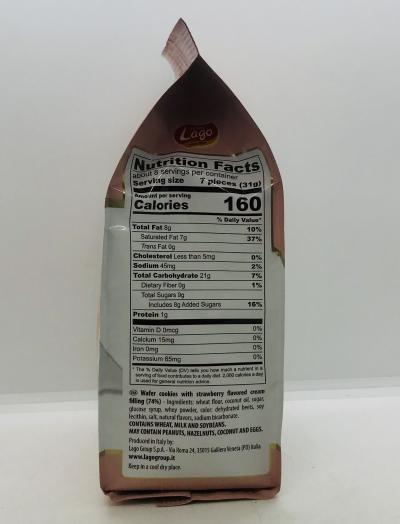 Lago
Nutrition Facts
about 8 servings per container
Serving size 7 pieces (31g)
Amount per serving
Calories 160
% Daily Value*
Total Fat 8g 10%
Saturated Fat 7g 37%
Trans Fat 0g
Cholesterol Less than 5mg 0%
Sodium 45mg 2%
Total Carbohydrate 21g 7%
Dietary Fiber 0g 1%
Total Sugars 9g
Includes 8g Added Sugars 16%
Protein 1g
Vitamin D 0mcg 0%
Calcium 15mg 0%
Iron 0mg 0%
Potassium 65mg 0%
* The % Daily Value (DV) tells you how much a nutrient in a
serving of food contributes to a daily diet. 2,000 calories a day
is used for general nutrition advice.
Wafer cookies with strawberry flavored cream
filling (74%) - Ingredients: wheat flour, coconut oil, sugar,
glucose syrup, whey powder, color: dehydrated beets, soy
lecithin, salt, natural flavors, sodium bicarbonate.
CONTAINS WHEAT, MILK AND SOYBEANS.
MAY CONTAIN PEANUTS, HAZELNUTS, COCONUT AND EGGS.
Produced in Italy by:
Lago Group S.p.A. - Via Roma 24, 35015 Galliera Veneta (PD) Italia
www.lagogroup.it
Keep in a cool dry place.